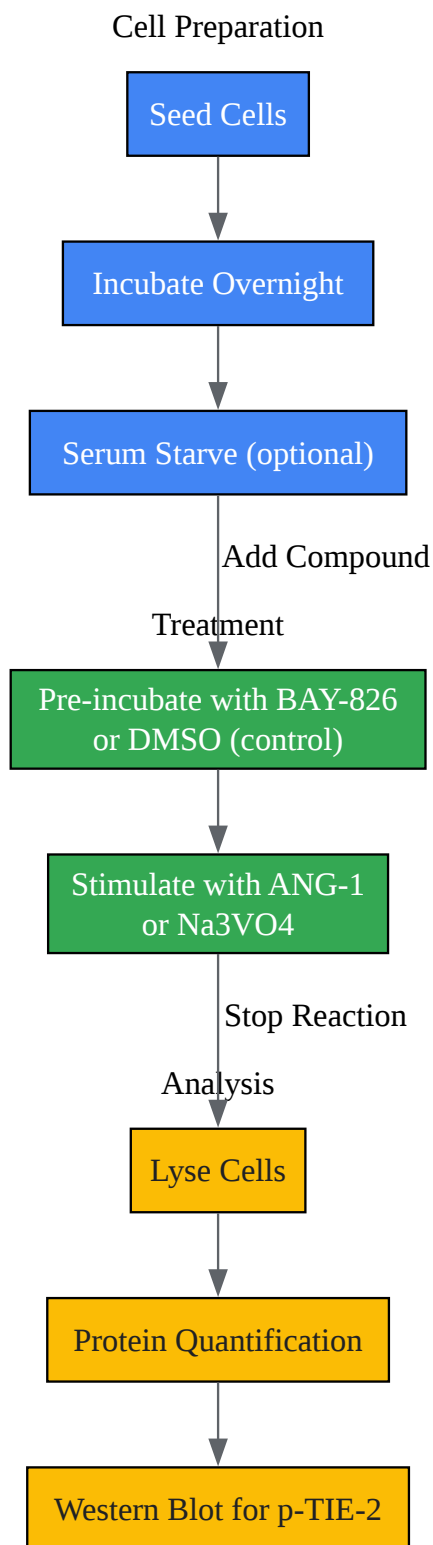 Cell Preparation
Seed Cells
Incubate Overnight
Serum Starve (optional)
Add Compound
Treatment
Pre-incubate with BAY-826
or DMSO (control)
Stimulate with ANG-1
or Na3VO4
Stop Reaction
Analysis
Lyse Cells
Protein Quantification
Western Blot for p-TIE-2